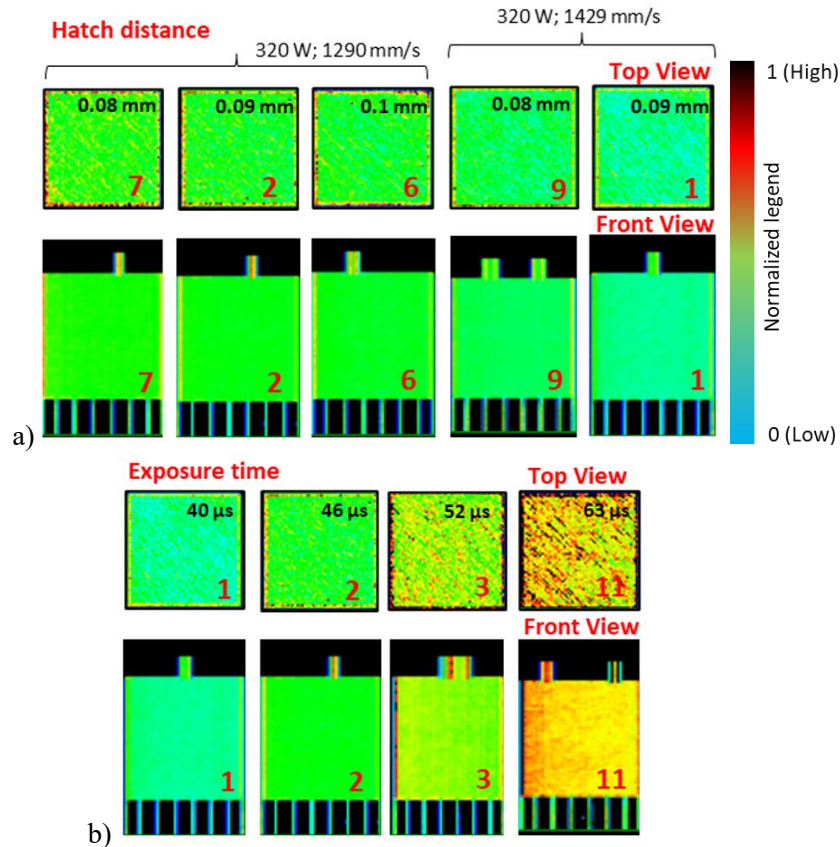 Hatch distance
320 W; 1290 mm/s
320 W; 1429 mm/s
Top View
0.08 mm
0.09 mm
0.1 mm
0.08 mm
0.09 mm
7
2
6
9
1
Front View
7
2
6
9
1
a)
1 (High)
Normalized legend
0 (Low)
Exposure time
Top View
40 µs
46 µs
52 µs
63 µs
1
2
3
11
Front View
1
2
3
11
b)